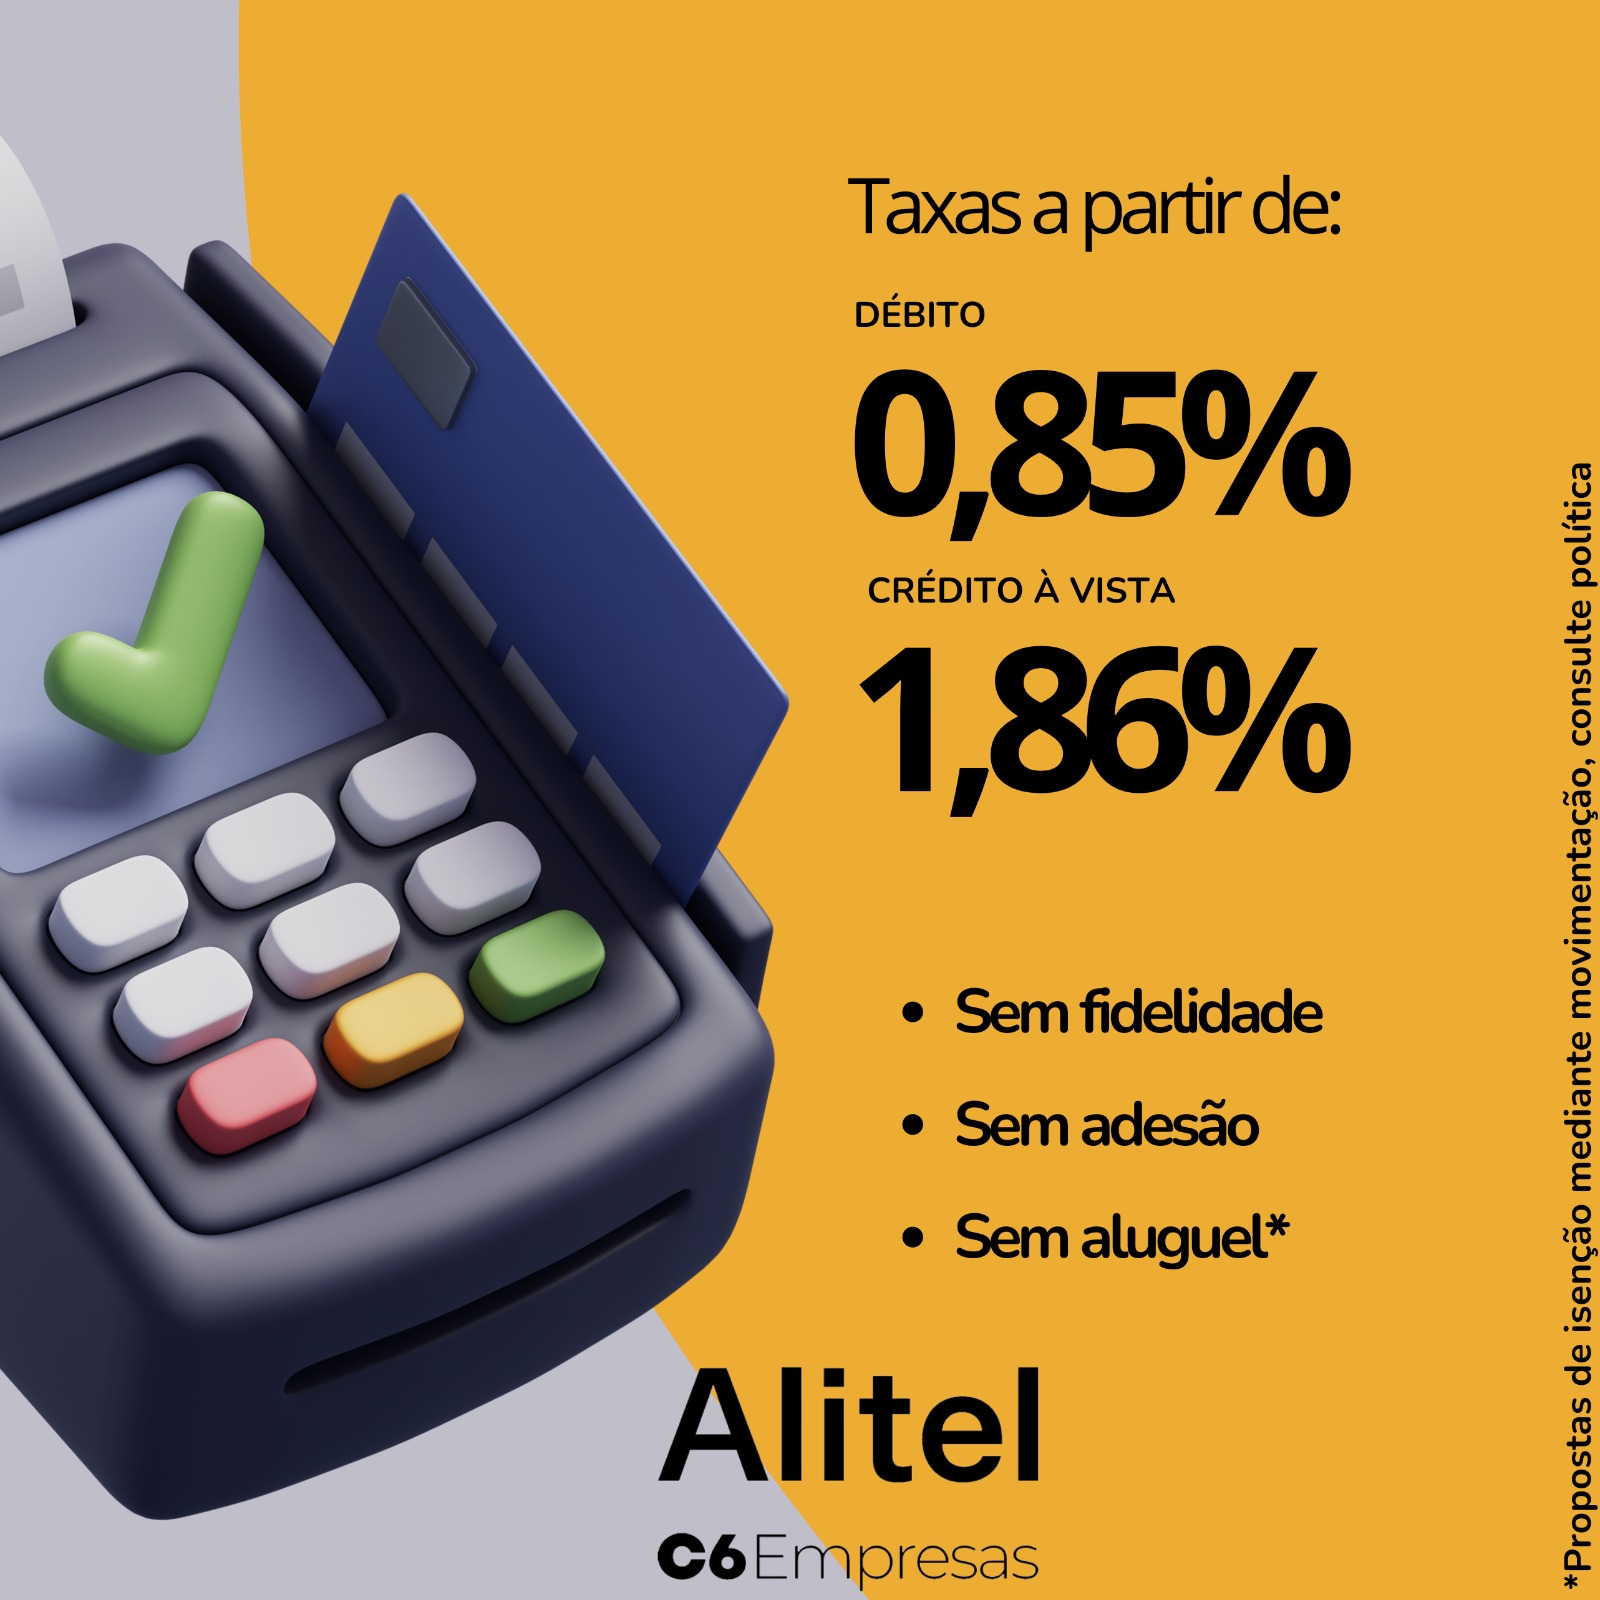 Taxas a partir de:
DÉBITO
0,85%
CRÉDITO À VISTA
1,86%
• Sem fidelidade
• Sem adesão
• Sem aluguel*
Alitel
C6 Empresas
*Propostas de isenção mediante movimentação, consulte política